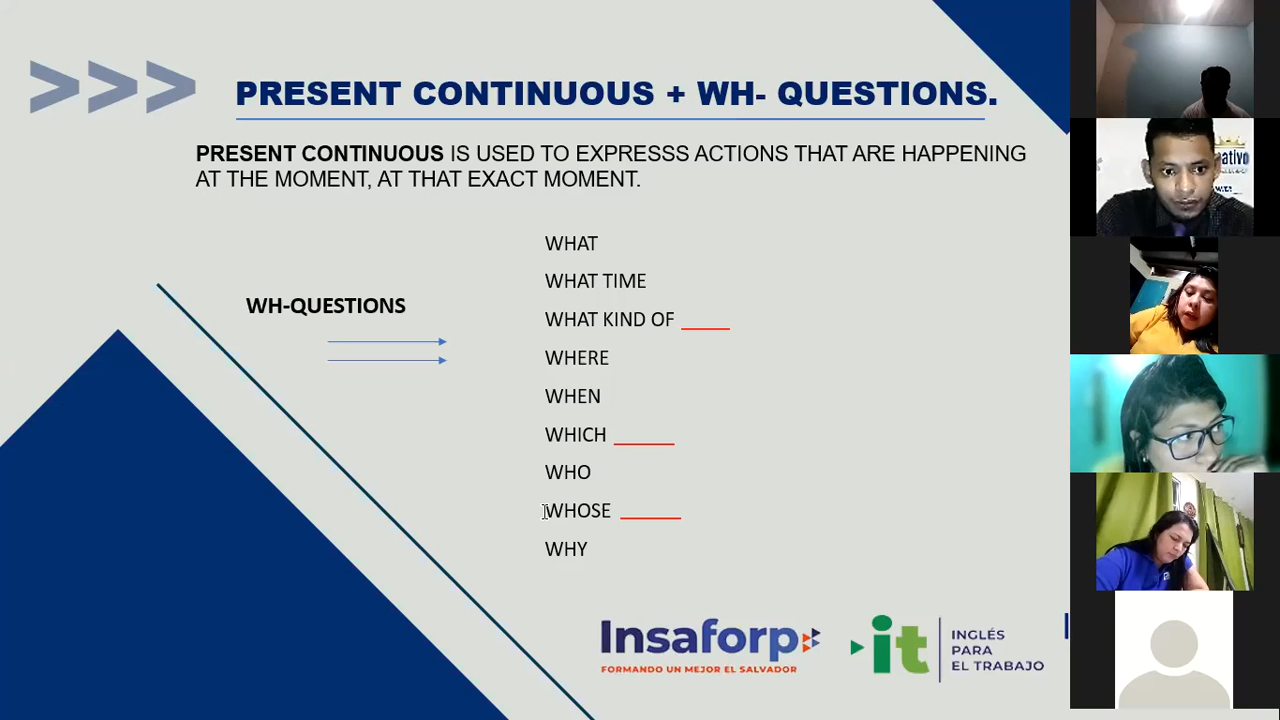 >>> PRESENT CONTINUOUS + WH- QUESTIONS.
PRESENT CONTINUOUS IS USED TO EXPRESSS ACTIONS THAT ARE HAPPENING
AT THE MOMENT, AT THAT EXACT MOMENT.
WH-QUESTIONS
WHAT
WHAT TIME
WHAT KIND OF
WHERE
WHEN
WHICH
WHO
WHOSE
WHY
Insaforp
FORMANDO UN MEJOR EL SALVADOR
it
INGLÉS
PARA
EL TRABAJO